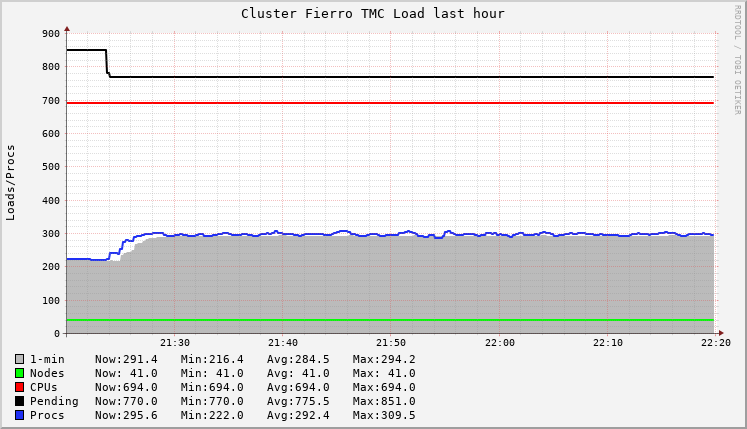 Cluster Fierro TMC Load last hour
RRDTOOL / TOBI OETIKER
Loads/Procs
900
800
700
600
500
400
300
200
100
0
21:30 21:40 21:50 22:00 22:10 22:20
1-min Now:291.4 Min:216.4 Avg:284.5 Max:294.2
Nodes Now: 41.0 Min: 41.0 Avg: 41.0 Max: 41.0
CPUs Now:694.0 Min:694.0 Avg:694.0 Max:694.0
Pending Now:770.0 Min:770.0 Avg:775.5 Max:851.0
Procs Now:295.6 Min:222.0 Avg:292.4 Max:309.5